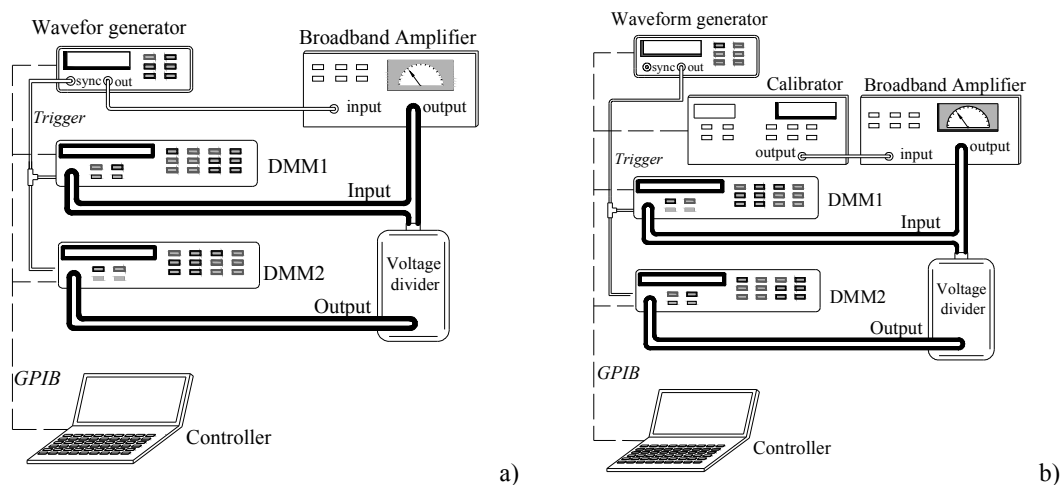 Wavefor generator
Broadband Amplifier
sync out
input
output
Trigger
DMM1
Input
DMM2
Voltage
divider
Output
GPIB
Controller
a)
Waveform generator
sync out
Calibrator
Broadband Amplifier
output
input
output
Trigger
DMM1
Input
DMM2
Voltage
divider
Output
GPIB
Controller
b)